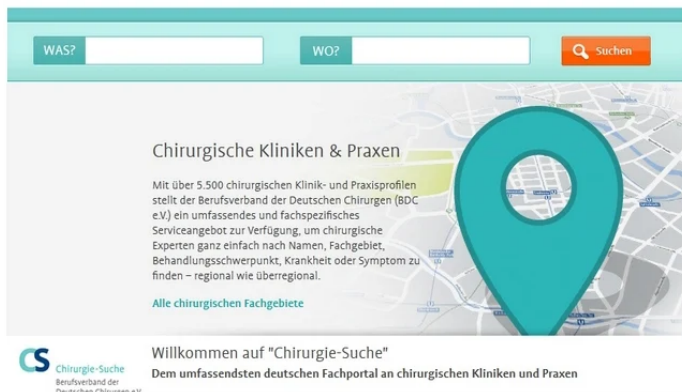 WAS?
WO?
Suchen
Chirurgische Kliniken & Praxen
Mit über 5.500 chirurgischen Klinik- und Praxisprofilen
stellt der Berufsverband der Deutschen Chirurgen (BDC
e.V.) ein umfassendes und fachspezifisches
Serviceangebot zur Verfügung, um chirurgische
Experten ganz einfach nach Namen, Fachgebiet,
Behandlungsschwerpunkt, Krankheit oder Symptom zu
finden – regional wie überregional.
Alle chirurgischen Fachgebiete
CS
Chirurgie-Suche
Berufsverband der
Deutschen Chirurgen e.V.
Willkommen auf "Chirurgie-Suche"
Dem umfassendsten deutschen Fachportal an chirurgischen Kliniken und Praxen